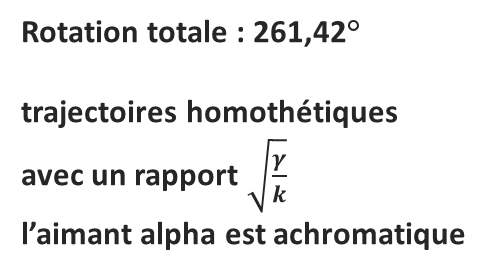 Rotation totale : 261,42°
trajectoires homothétiques
avec un rapport √(γ/k)
l’aimant alpha est achromatique